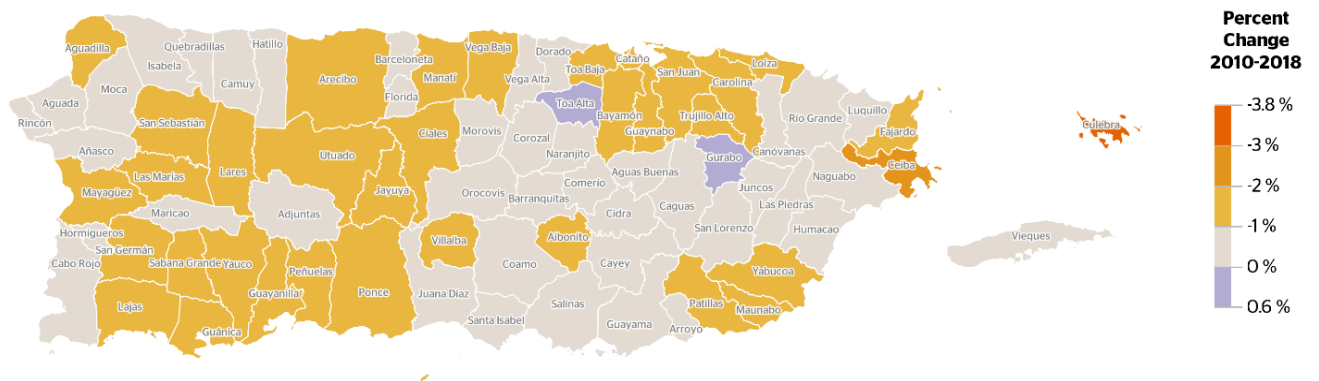 Percent
Change
2010-2018
-3.8 %
-3 %
-2 %
-1 %
0 %
0.6 %
Aguadilla
Quebradillas
Hatillo
Isabela
Camuy
Moca
Aguada
Rincón
Añasco
San Sebastián
Arecibo
Barceloneta
Florida
Manatí
Vega Baja
Vega Alta
Dorado
Toa Baja
Toa Alta
Cataño
San Juan
Bayamón
Guaynabo
Trujillo Alto
Carolina
Loíza
Canóvanas
Río Grande
Luquillo
Fajardo
Ceiba
Culebra
Vieques
Ciales
Morovis
Corozal
Naranjito
Utuado
Lares
Las Marías
Mayagüez
Maricao
Adjuntas
Jayuya
Orocovis
Barranquitas
Comerio
Aguas Buenas
Gurabo
Juncos
Naguabo
Las Piedras
Humacao
Caguas
San Lorenzo
Cidra
Cayey
Aibonito
Coamo
Villalba
Hormigueros
San Germán
Cabo Rojo
Sabana Grande
Yauco
Guayanilla
Peñuelas
Ponce
Juana Díaz
Santa Isabel
Salinas
Guayama
Arroyo
Patillas
Maunabo
Yabucoa
Lajas
Guánica